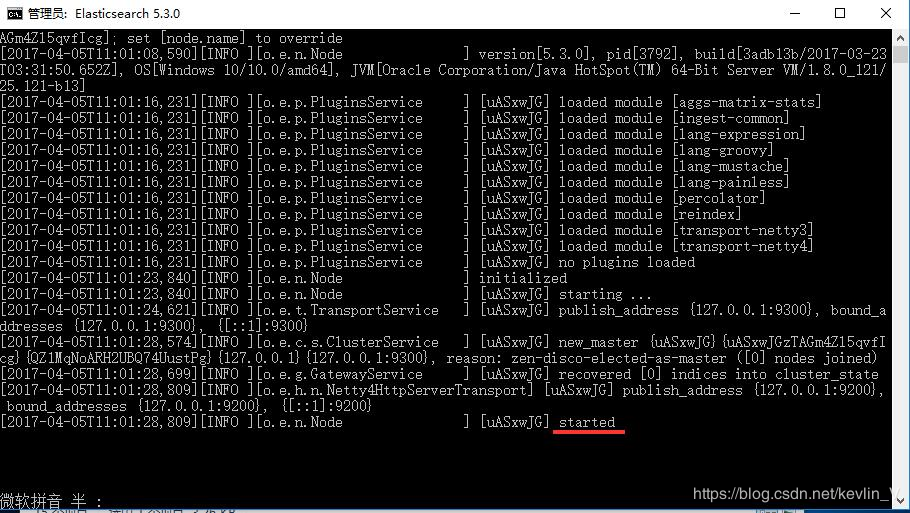 管理员: Elasticsearch 5.3.0
AGm4Zl5qvfIcg]; set [node.name] to override
[2017-04-05T11:01:08,590][INFO ][o.e.n.Node               ] version[5.3.0], pid[3792], build[3adb13b/2017-03-23
T03:31:50.652Z], OS[Windows 10/10.0/amd64], JVM[Oracle Corporation/Java HotSpot(TM) 64-Bit Server VM/1.8.0_121/
25.121-b13]
[2017-04-05T11:01:16,231][INFO ][o.e.p.PluginsService     ] [uASxwJG] loaded module [aggs-matrix-stats]
[2017-04-05T11:01:16,231][INFO ][o.e.p.PluginsService     ] [uASxwJG] loaded module [ingest-common]
[2017-04-05T11:01:16,231][INFO ][o.e.p.PluginsService     ] [uASxwJG] loaded module [lang-expression]
[2017-04-05T11:01:16,231][INFO ][o.e.p.PluginsService     ] [uASxwJG] loaded module [lang-groovy]
[2017-04-05T11:01:16,231][INFO ][o.e.p.PluginsService     ] [uASxwJG] loaded module [lang-mustache]
[2017-04-05T11:01:16,231][INFO ][o.e.p.PluginsService     ] [uASxwJG] loaded module [lang-painless]
[2017-04-05T11:01:16,231][INFO ][o.e.p.PluginsService     ] [uASxwJG] loaded module [percolator]
[2017-04-05T11:01:16,231][INFO ][o.e.p.PluginsService     ] [uASxwJG] loaded module [reindex]
[2017-04-05T11:01:16,231][INFO ][o.e.p.PluginsService     ] [uASxwJG] loaded module [transport-netty3]
[2017-04-05T11:01:16,231][INFO ][o.e.p.PluginsService     ] [uASxwJG] loaded module [transport-netty4]
[2017-04-05T11:01:16,231][INFO ][o.e.p.PluginsService     ] [uASxwJG] no plugins loaded
[2017-04-05T11:01:23,840][INFO ][o.e.n.Node               ] initialized
[2017-04-05T11:01:23,840][INFO ][o.e.n.Node               ] [uASxwJG] starting ...
[2017-04-05T11:01:24,621][INFO ][o.e.t.TransportService   ] [uASxwJG] publish_address {127.0.0.1:9300}, bound_a
ddresses {127.0.0.1:9300}, {[::1]:9300}
[2017-04-05T11:01:28,574][INFO ][o.e.c.s.ClusterService   ] [uASxwJG] new_master {uASxwJG}{uASxwJGzTAGm4Zl5qvfI
cg}{QZ1MqNoARH2UBQ74UustPg}{127.0.0.1}{127.0.0.1:9300}, reason: zen-disco-elected-as-master ([0] nodes joined)
[2017-04-05T11:01:28,699][INFO ][o.e.g.GatewayService     ] [uASxwJG] recovered [0] indices into cluster_state
[2017-04-05T11:01:28,809][INFO ][o.e.h.n.Netty4HttpServerTransport] [uASxwJG] publish_address {127.0.0.1:9200},
bound_addresses {127.0.0.1:9200}, {[::1]:9200}
[2017-04-05T11:01:28,809][INFO ][o.e.n.Node               ] [uASxwJG] started
微软拼音 半 :
https://blog.csdn.net/kevlin_V